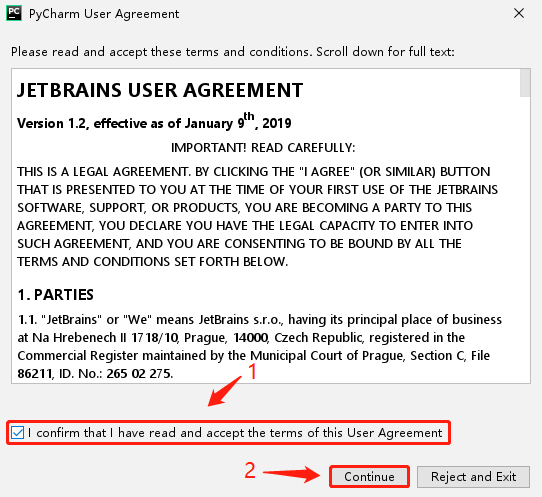 PC PyCharm User Agreement
Please read and accept these terms and conditions. Scroll down for full text:
JETBRAINS USER AGREEMENT
Version 1.2, effective as of January 9th, 2019
IMPORTANT! READ CAREFULLY:
THIS IS A LEGAL AGREEMENT. BY CLICKING THE "I AGREE" (OR SIMILAR) BUTTON
THAT IS PRESENTED TO YOU AT THE TIME OF YOUR FIRST USE OF THE JETBRAINS
SOFTWARE, SUPPORT, OR PRODUCTS, YOU ARE BECOMING A PARTY TO THIS
AGREEMENT, YOU DECLARE YOU HAVE THE LEGAL CAPACITY TO ENTER INTO
SUCH AGREEMENT, AND YOU ARE CONSENTING TO BE BOUND BY ALL THE
TERMS AND CONDITIONS SET FORTH BELOW.
1. PARTIES
1.1. "JetBrains" or "We" means JetBrains s.r.o., having its principal place of business
at Na Hrebenech II 1718/10, Prague, 14000, Czech Republic, registered in the
Commercial Register maintained by the Municipal Court of Prague, Section C, File
86211, ID. No.: 265 02 275.
1
I confirm that I have read and accept the terms of this User Agreement
2
Continue
Reject and Exit